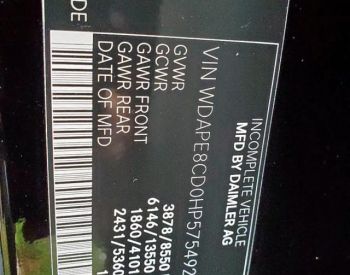 INCOMPLETE VEHICLE
MFD BY DAIMLER AG
VIN WDAPE8CD0HP575492
GVWR 3878/8550
GCWR 6146/13550
GAWR FRONT 1860/4101
GAWR REAR 2431/5360
DATE OF MFD
DE